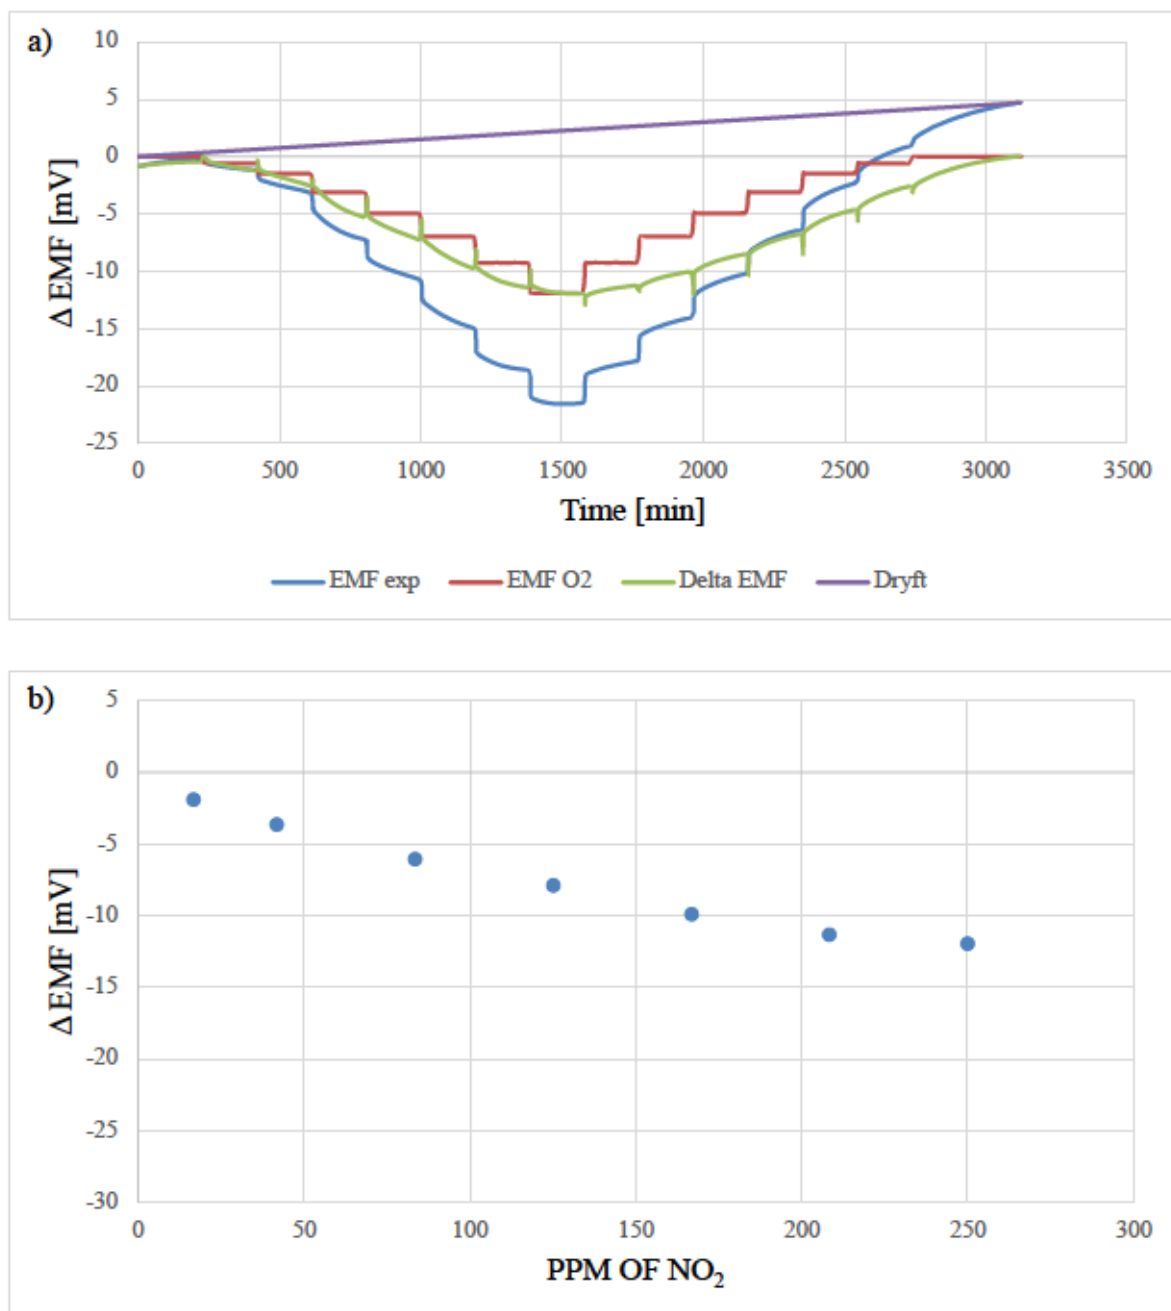 a)
10
5
0
-5
-10
-15
-20
-25
Δ EMF [mV]
0 500 1000 1500 2000 2500 3000 3500
Time [min]
EMF exp EMF O2 Delta EMF Dryft
b)
5
0
-5
-10
-15
-20
-25
-30
Δ EMF [mV]
0 50 100 150 200 250 300
PPM OF NO₂